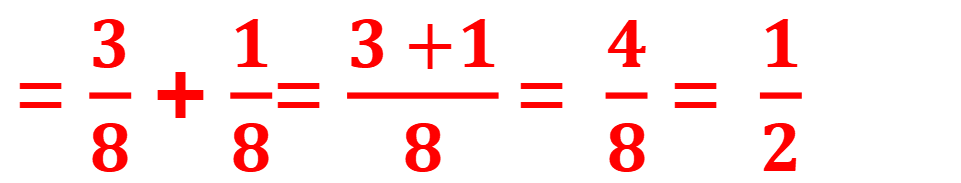 = 3/8 + 1/8 = 3 + 1/8 = 4/8 = 1/2